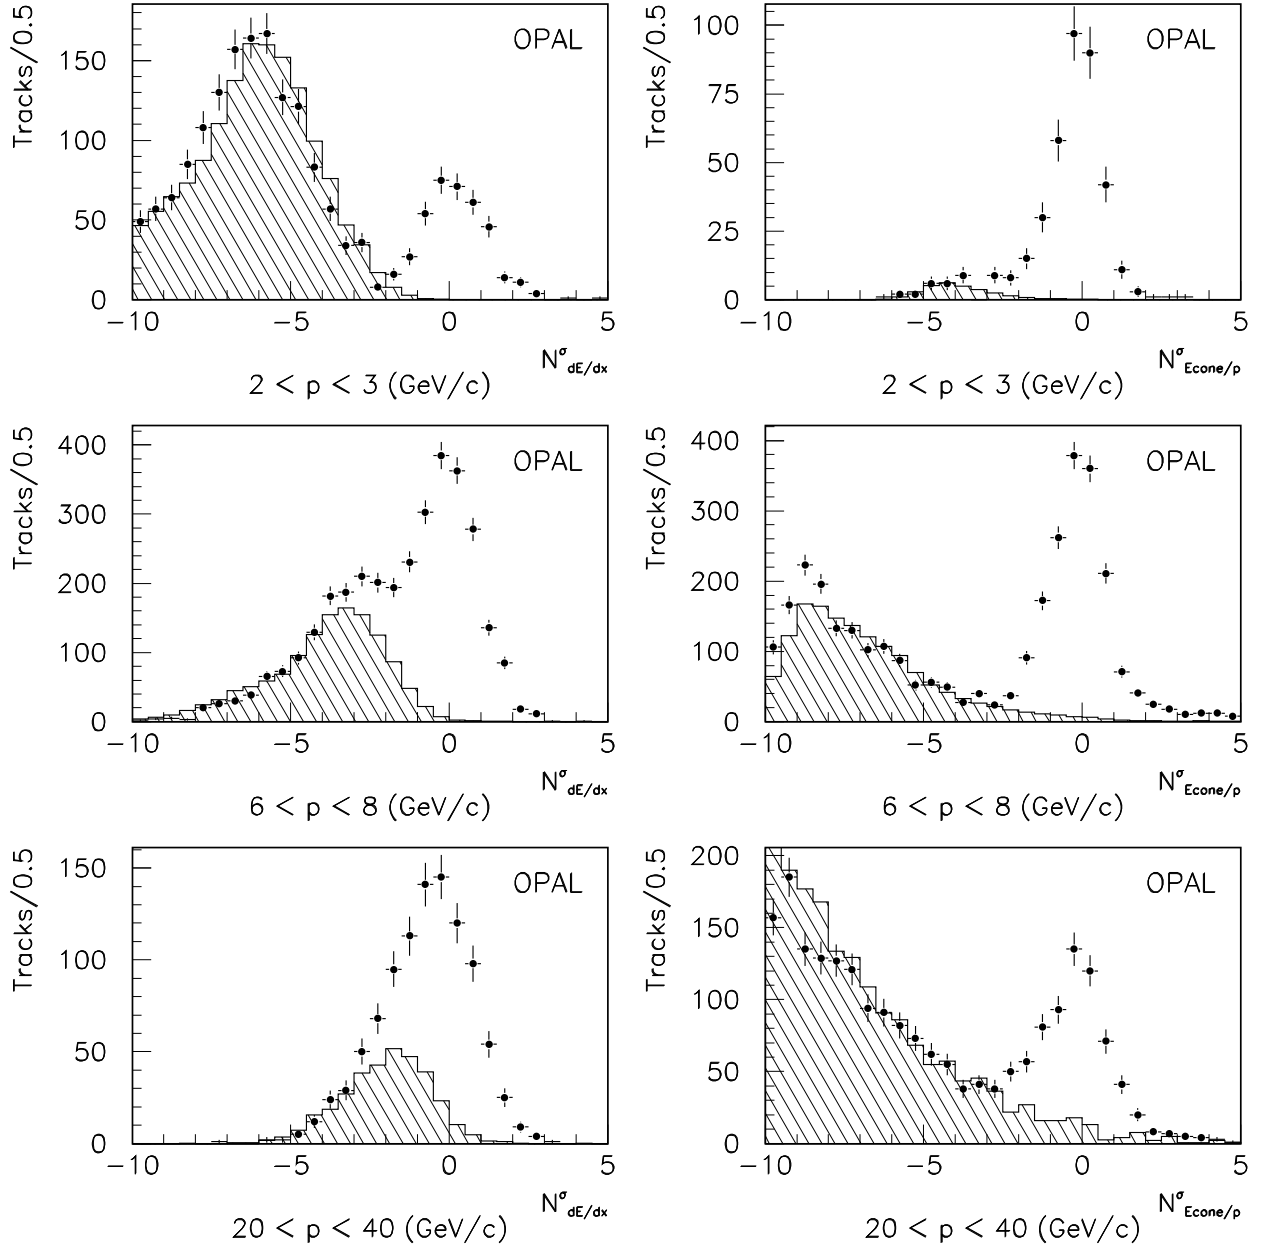 Tracks/0.5
OPAL
150
100
50
0
−10 −5 0 5
N^σ_dE/dx
2 < p < 3 (GeV/c)
Tracks/0.5
OPAL
100
75
50
25
0
−10 −5 0 5
N^σ_Econe/p
2 < p < 3 (GeV/c)
Tracks/0.5
OPAL
400
300
200
100
0
−10 −5 0 5
N^σ_dE/dx
6 < p < 8 (GeV/c)
Tracks/0.5
OPAL
400
300
200
100
0
−10 −5 0 5
N^σ_Econe/p
6 < p < 8 (GeV/c)
Tracks/0.5
OPAL
150
100
50
0
−10 −5 0 5
N^σ_dE/dx
20 < p < 40 (GeV/c)
Tracks/0.5
OPAL
200
150
100
50
0
−10 −5 0 5
N^σ_Econe/p
20 < p < 40 (GeV/c)